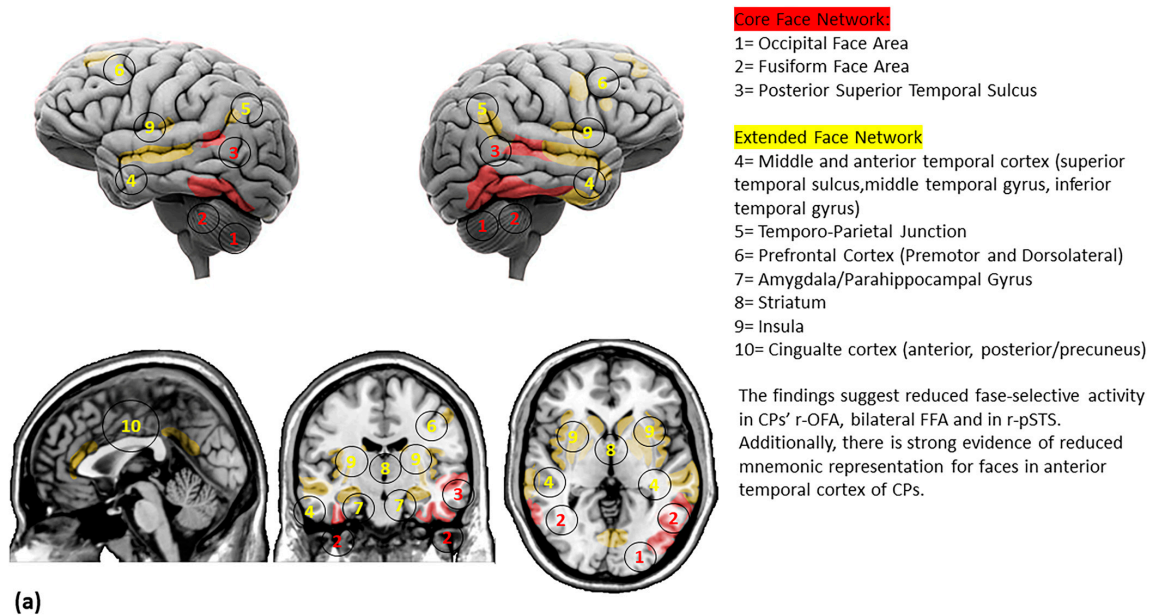 Core Face Network:
1= Occipital Face Area
2= Fusiform Face Area
3= Posterior Superior Temporal Sulcus
Extended Face Network
4= Middle and anterior temporal cortex (superior
temporal sulcus,middle temporal gyrus, inferior
temporal gyrus)
5= Temporo-Parietal Junction
6= Prefrontal Cortex (Premotor and Dorsolateral)
7= Amygdala/Parahippocampal Gyrus
8= Striatum
9= Insula
10= Cingualte cortex (anterior, posterior/precuneus)
The findings suggest reduced fase-selective activity
in CPs’ r-OFA, bilateral FFA and in r-pSTS.
Additionally, there is strong evidence of reduced
mnemonic representation for faces in anterior
temporal cortex of CPs.
6
5
9
3
4
2
1
6
5
9
3
4
1
2
10
6
9
9
8
3
4
7
7
2
2
9
9
8
4
4
2
2
1
(a)